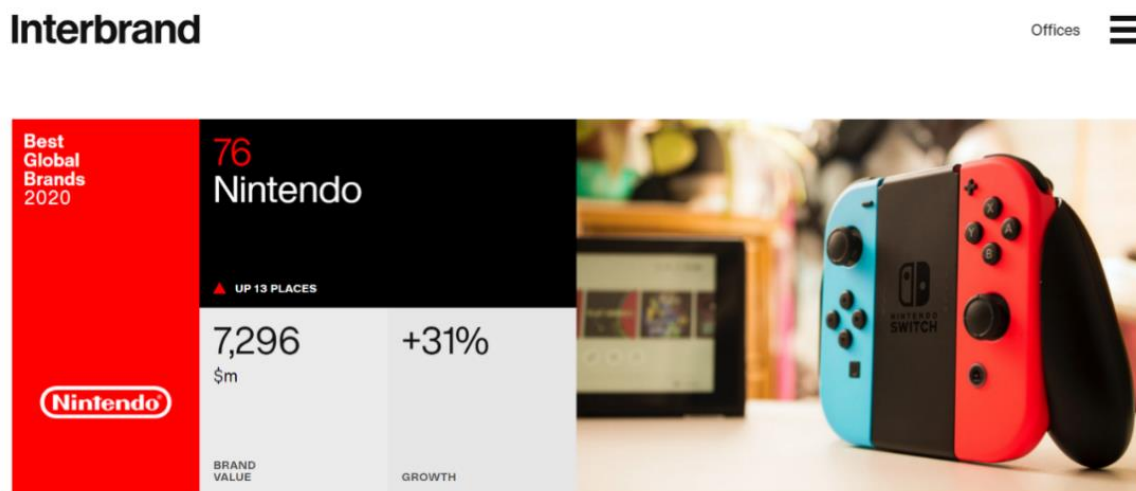 Interbrand
Offices
Best
Global
Brands
2020
Nintendo
76
Nintendo
UP 13 PLACES
7,296
$m
BRAND
VALUE
+31%
GROWTH
X
Y
A
B
NINTENDO
SWITCH